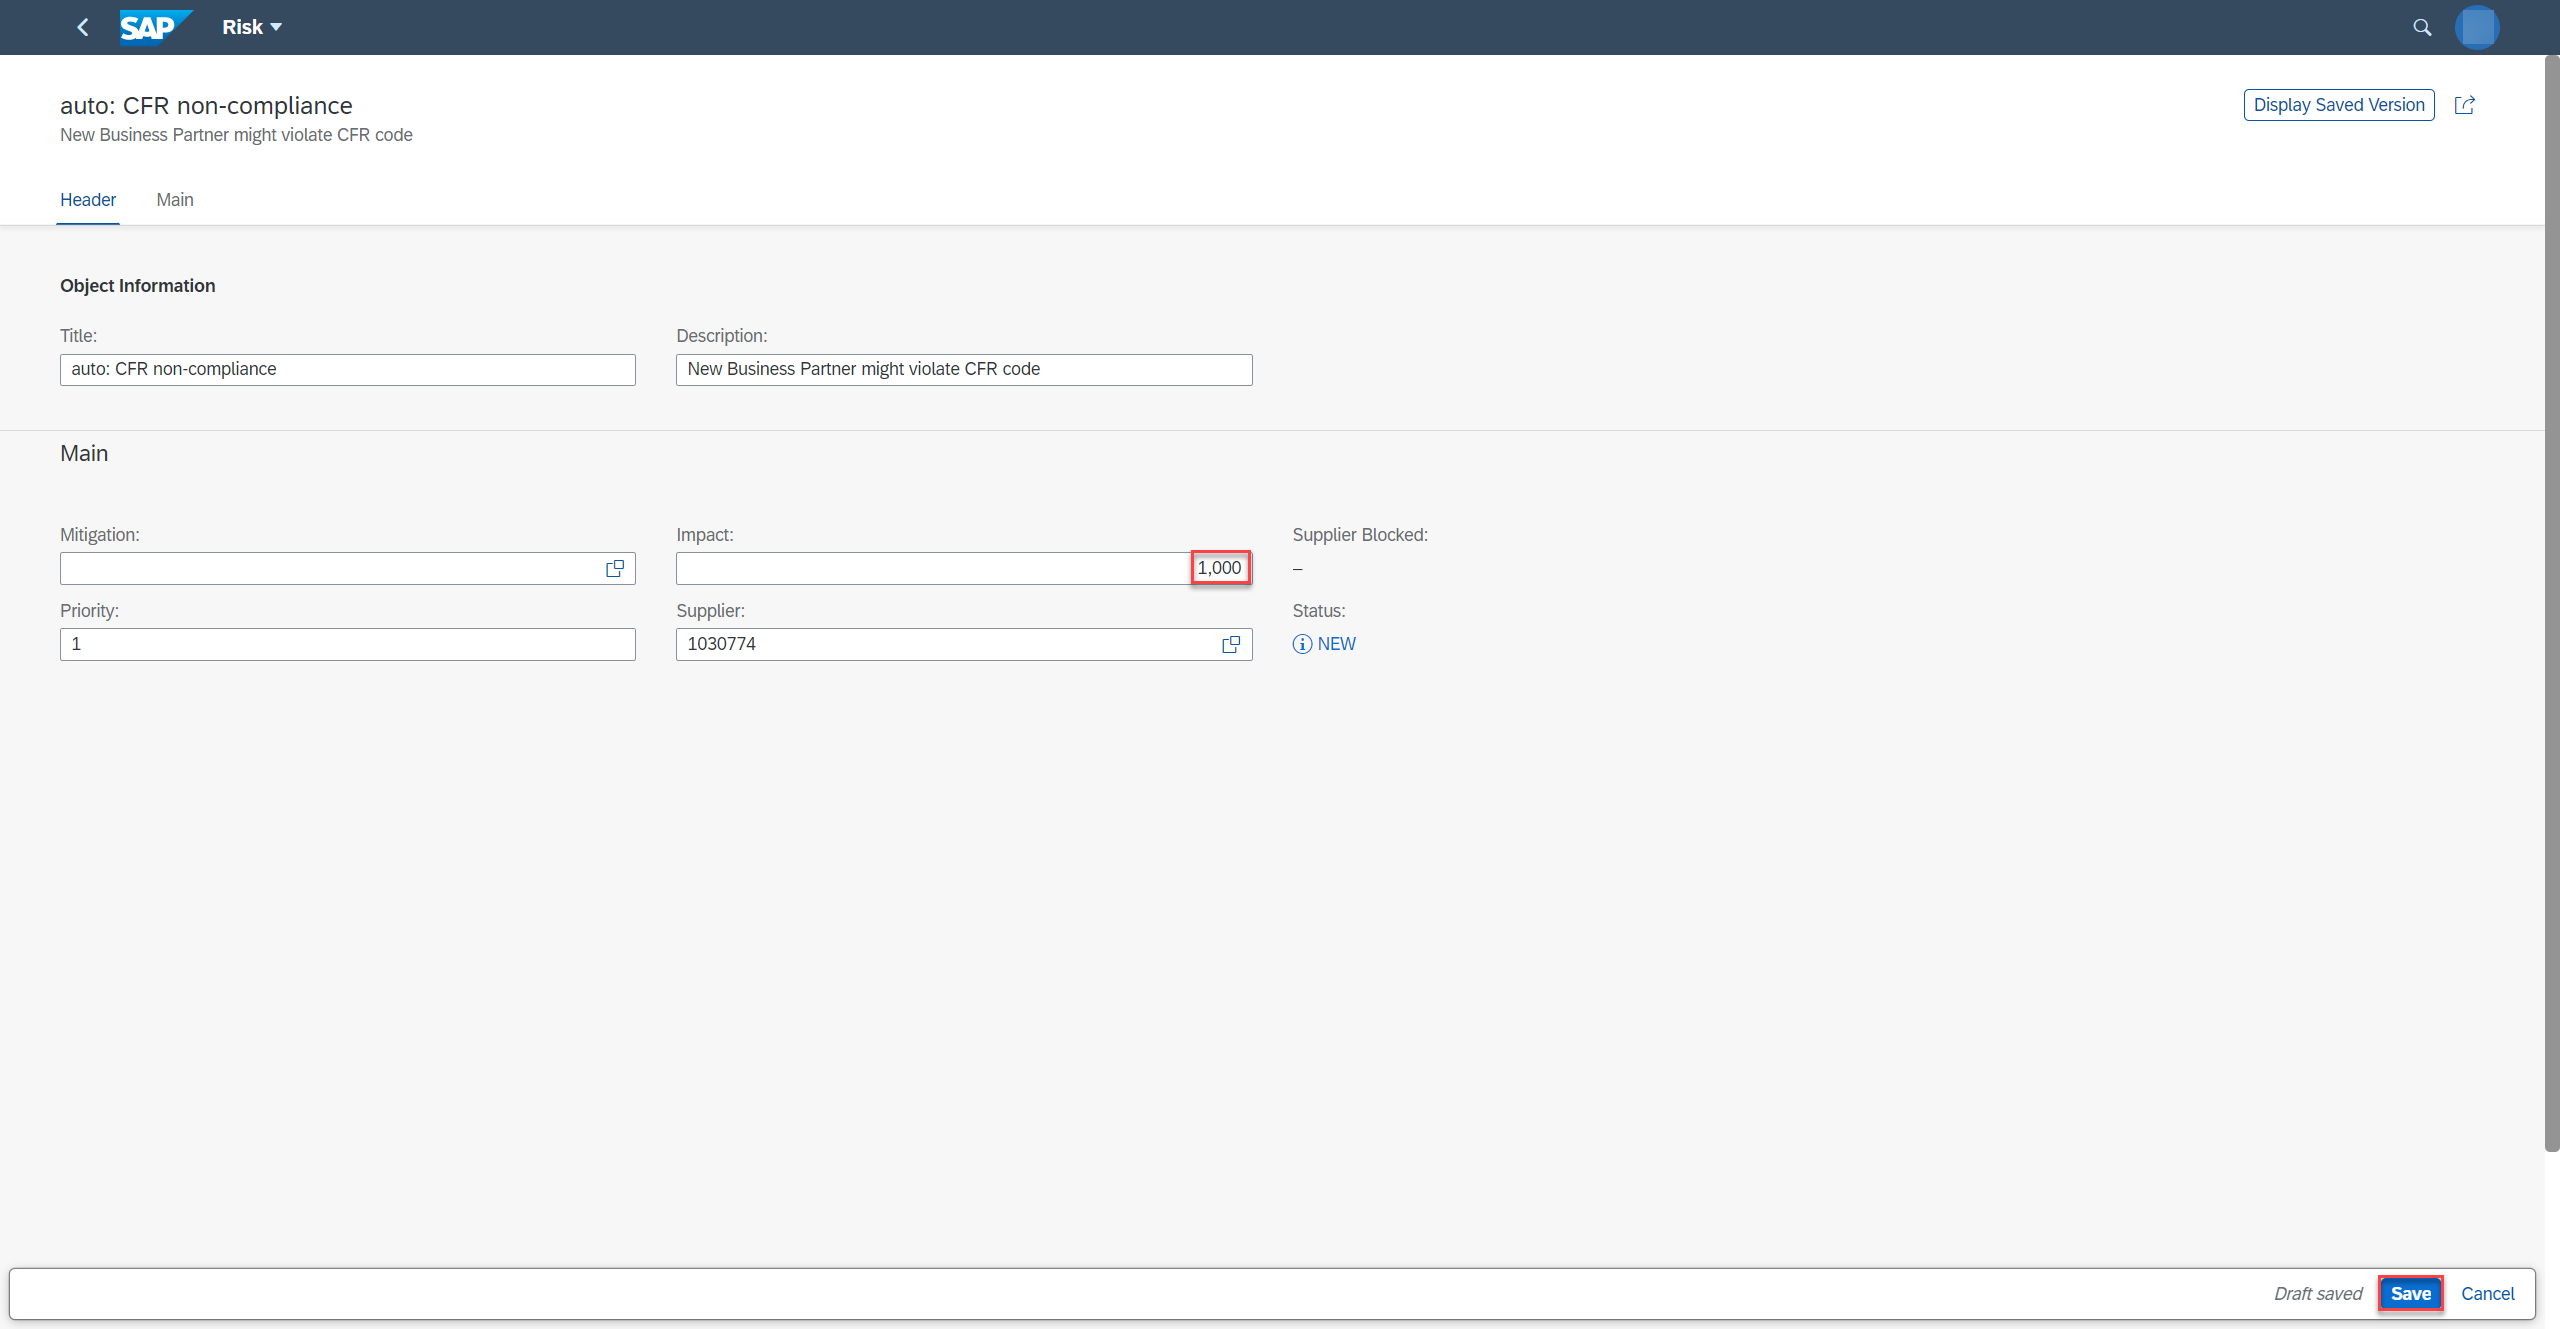 SAP Risk
auto: CFR non-compliance
Display Saved Version
New Business Partner might violate CFR code
Header Main
Object Information
Title: Description:
auto: CFR non-compliance New Business Partner might violate CFR code
Main
Mitigation: Impact: Supplier Blocked:
1,000 –
Priority: Supplier: Status:
1 1030774 NEW
Draft saved Save Cancel